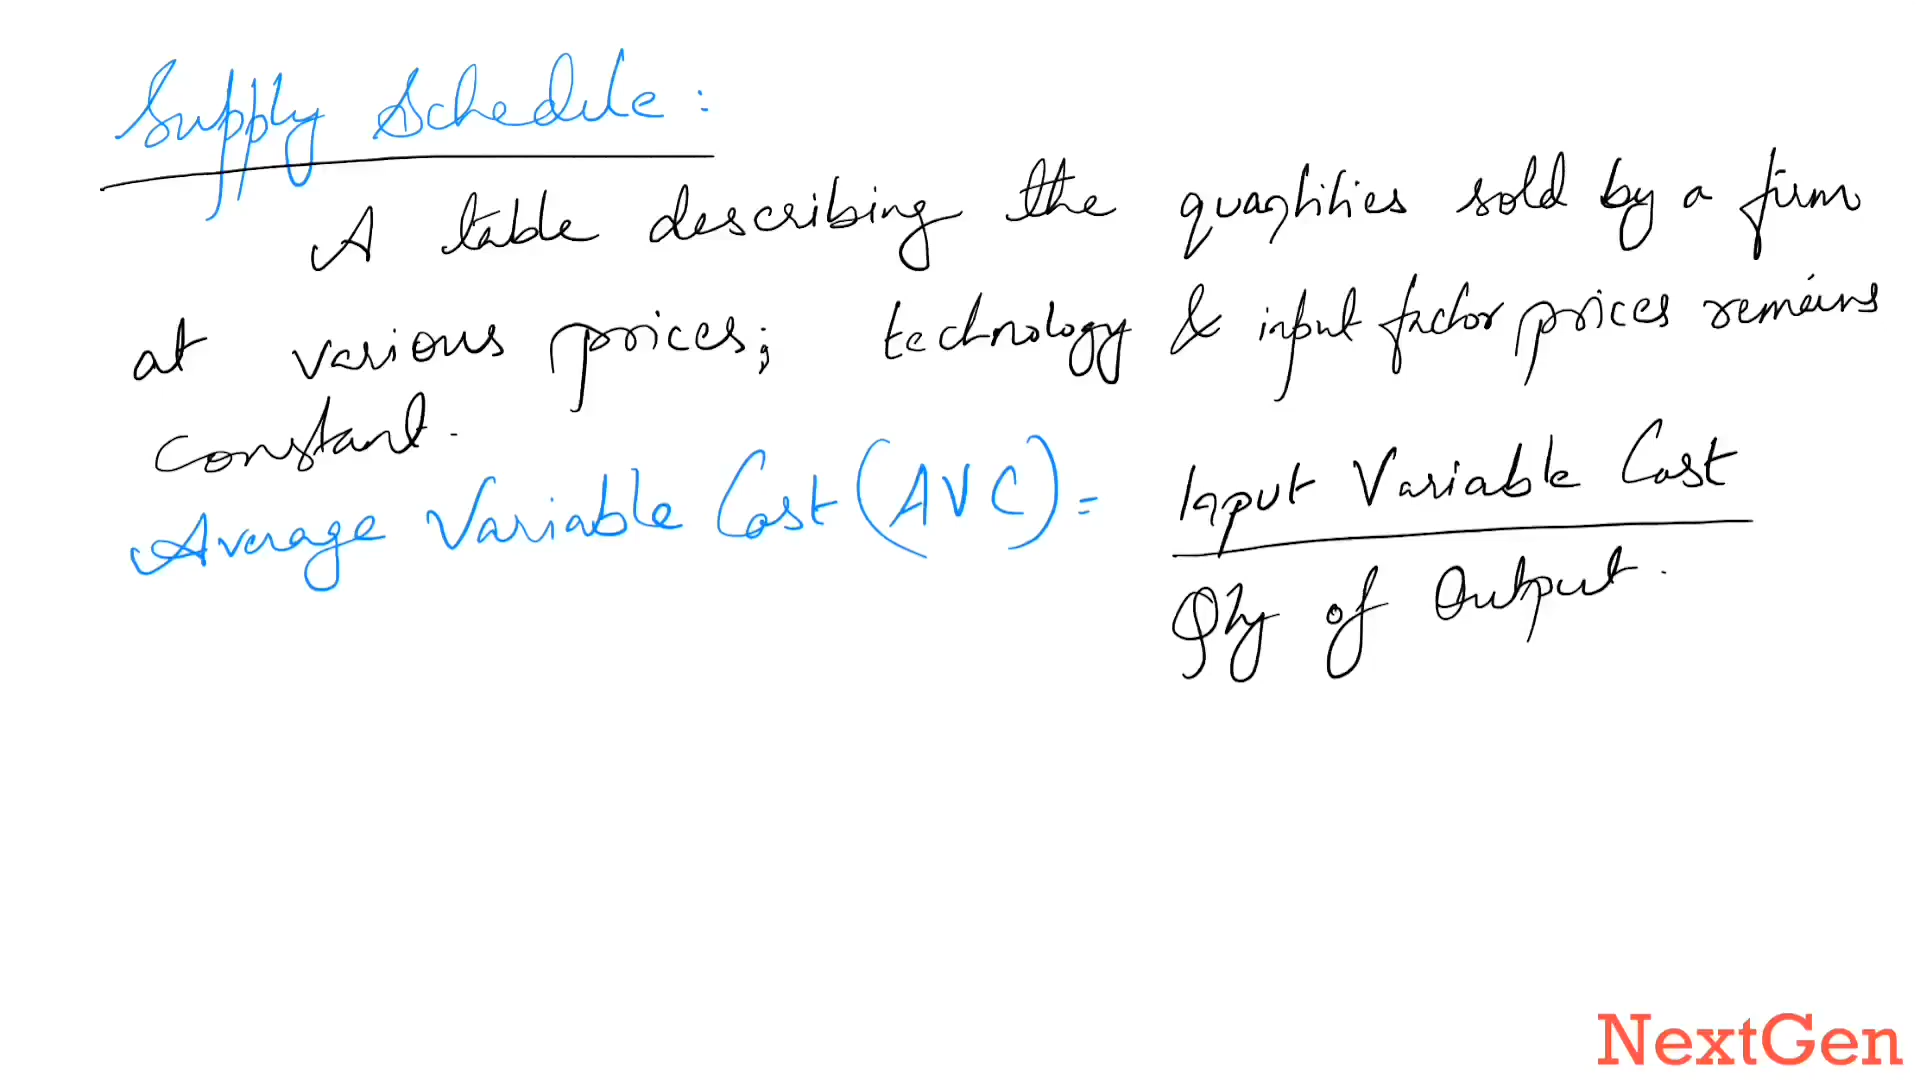 Supply Schedule:
A table describing the quantities sold by a firm
at various prices; technology & input factor prices remains
constant.
Average Variable Cost (AVC) = Input Variable Cost
Qty of Output.
NextGen